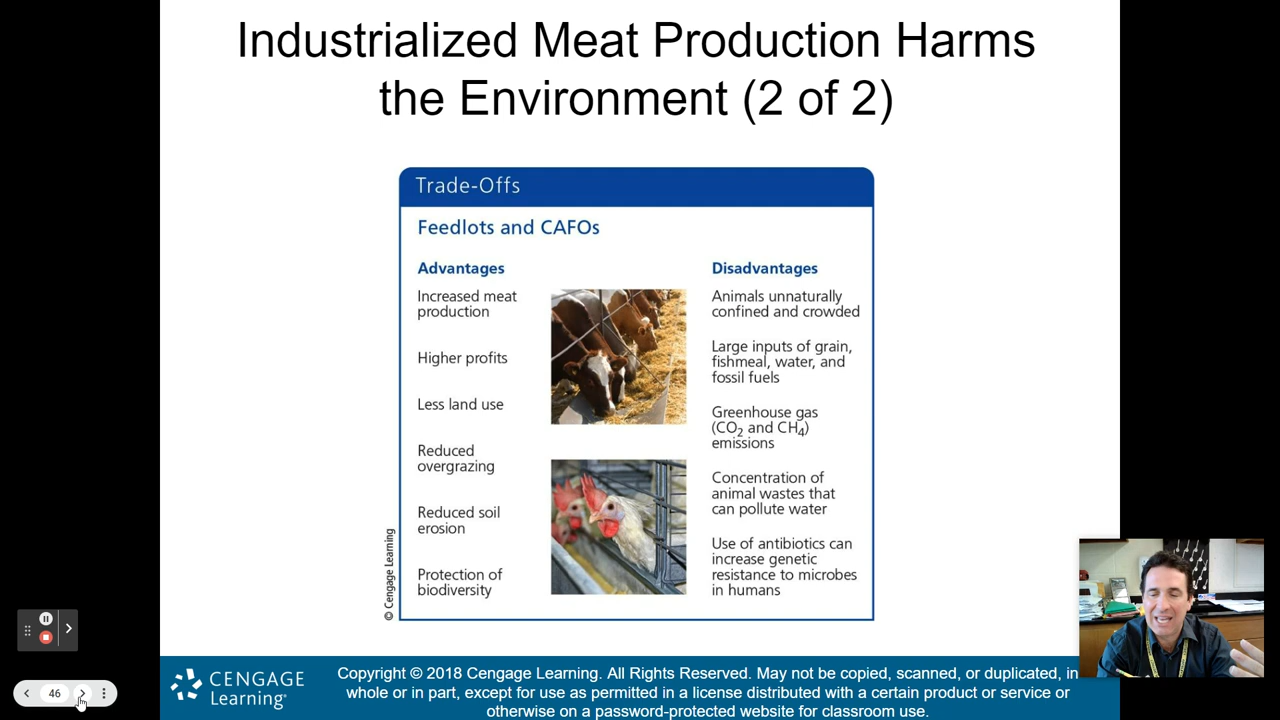 Industrialized Meat Production Harms
the Environment (2 of 2)
Trade-Offs
Feedlots and CAFOs
Advantages
Increased meat
production
Higher profits
Less land use
Reduced
overgrazing
Reduced soil
erosion
Protection of
biodiversity
Disadvantages
Animals unnaturally
confined and crowded
Large inputs of grain,
fishmeal, water, and
fossil fuels
Greenhouse gas
(CO₂ and CH₄)
emissions
Concentration of
animal wastes that
can pollute water
Use of antibiotics can
increase genetic
resistance to microbes
in humans
© Cengage Learning
46
CENGAGE
Learning®
Copyright © 2018 Cengage Learning. All Rights Reserved. May not be copied, scanned, or duplicated, in
whole or in part, except for use as permitted in a license distributed with a certain product or service or
otherwise on a password-protected website for classroom use.